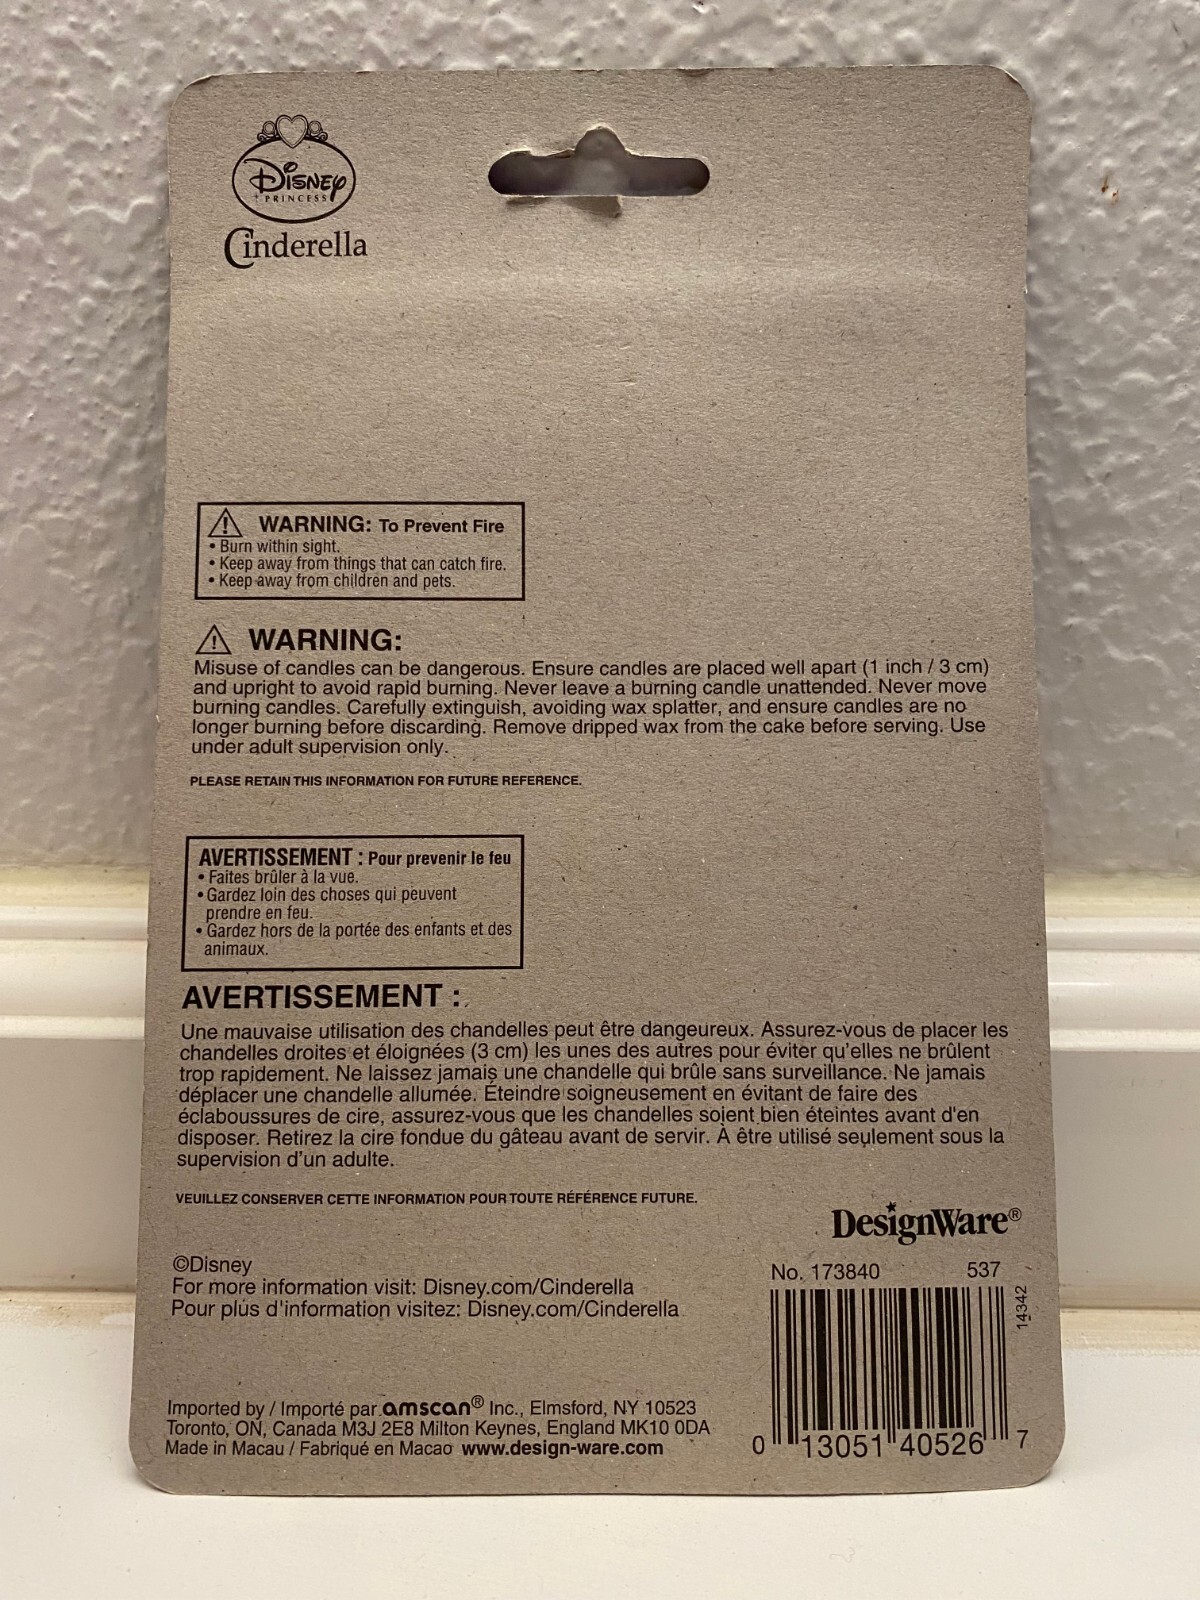 DISNEY
PRINCESS
Cinderella
WARNING: To Prevent Fire
• Burn within sight.
• Keep away from things that can catch fire.
• Keep away from children and pets.
WARNING:
Misuse of candles can be dangerous. Ensure candles are placed well apart (1 inch / 3 cm)
and upright to avoid rapid burning. Never leave a burning candle unattended. Never move
burning candles. Carefully extinguish, avoiding wax splatter, and ensure candles are no
longer burning before discarding. Remove dripped wax from the cake before serving. Use
under adult supervision only.
PLEASE RETAIN THIS INFORMATION FOR FUTURE REFERENCE.
AVERTISSEMENT : Pour prevenir le feu
• Faites brûler à la vue.
• Gardez loin des choses qui peuvent
prendre en feu.
• Gardez hors de la portée des enfants et des
animaux.
AVERTISSEMENT :
Une mauvaise utilisation des chandelles peut être dangeureux. Assurez-vous de placer les
chandelles droites et éloignées (3 cm) les unes des autres pour éviter qu'elles ne brûlent
trop rapidement. Ne laissez jamais une chandelle qui brûle sans surveillance. Ne jamais
déplacer une chandelle allumée. Éteindre soigneusement en évitant de faire des
éclaboussures de cire, assurez-vous que les chandelles soient bien éteintes avant d'en
disposer. Retirez la cire fondue du gâteau avant de servir. À être utilisé seulement sous la
supervision d'un adulte.
VEUILLEZ CONSERVER CETTE INFORMATION POUR TOUTE RÉFÉRENCE FUTURE.
DesignWare®
©Disney
For more information visit: Disney.com/Cinderella
Pour plus d'information visitez: Disney.com/Cinderella
No. 173840 537
14342
0 13051 40526 7
Imported by / Importé par amscan® Inc., Elmsford, NY 10523
Toronto, ON, Canada M3J 2E8 Milton Keynes, England MK10 0DA
Made in Macau / Fabriqué en Macao www.design-ware.com